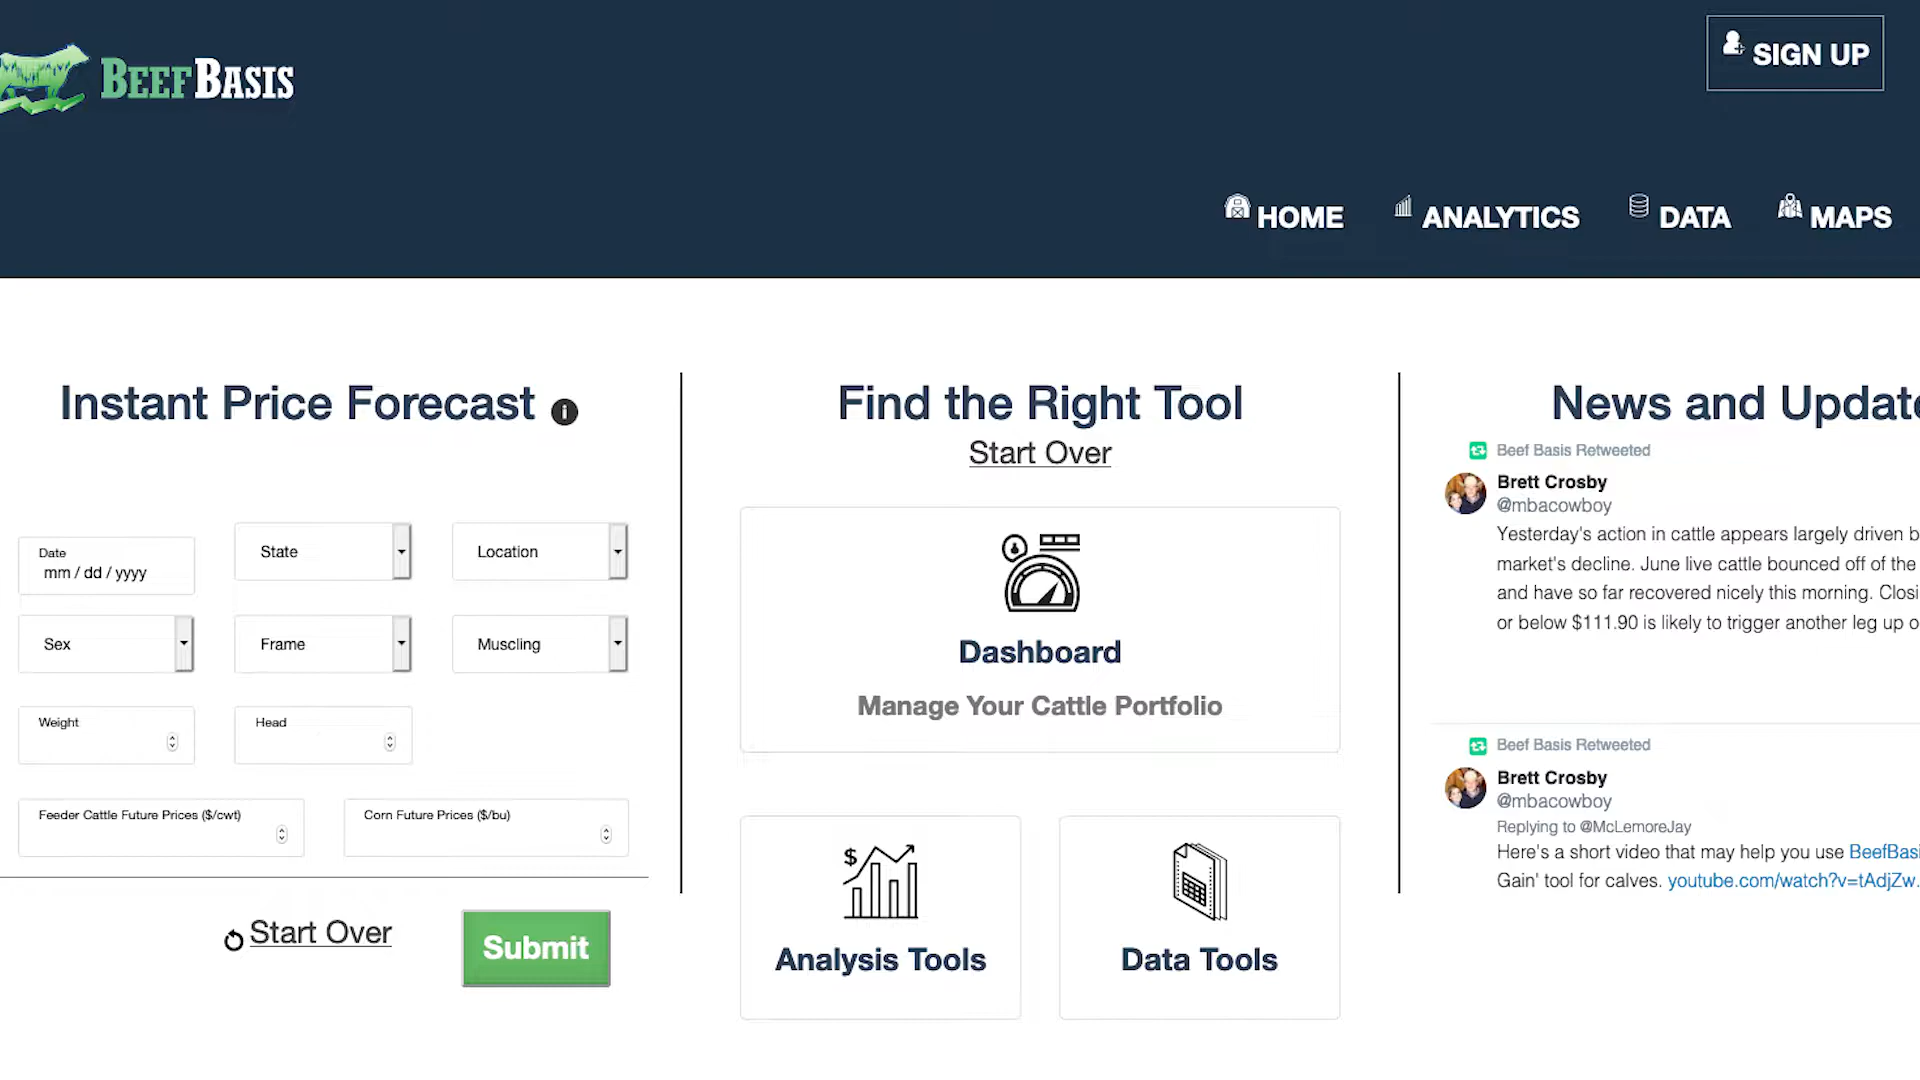 BEEFBASIS
SIGN UP
HOME
ANALYTICS
DATA
MAPS
Instant Price Forecast
Date
mm / dd / yyyy
State
Location
Sex
Frame
Muscling
Weight
Head
Feeder Cattle Future Prices ($/cwt)
Corn Future Prices ($/bu)
Start Over
Submit
Find the Right Tool
Start Over
Dashboard
Manage Your Cattle Portfolio
Analysis Tools
Data Tools
News and Update
Beef Basis Retweeted
Brett Crosby
@mbacowboy
Yesterday's action in cattle appears largely driven b
market's decline. June live cattle bounced off of the
and have so far recovered nicely this morning. Closi
or below $111.90 is likely to trigger another leg up o
Beef Basis Retweeted
Brett Crosby
@mbacowboy
Replying to @McLemoreJay
Here's a short video that may help you use BeefBasi
Gain' tool for calves. youtube.com/watch?v=tAdjZw.